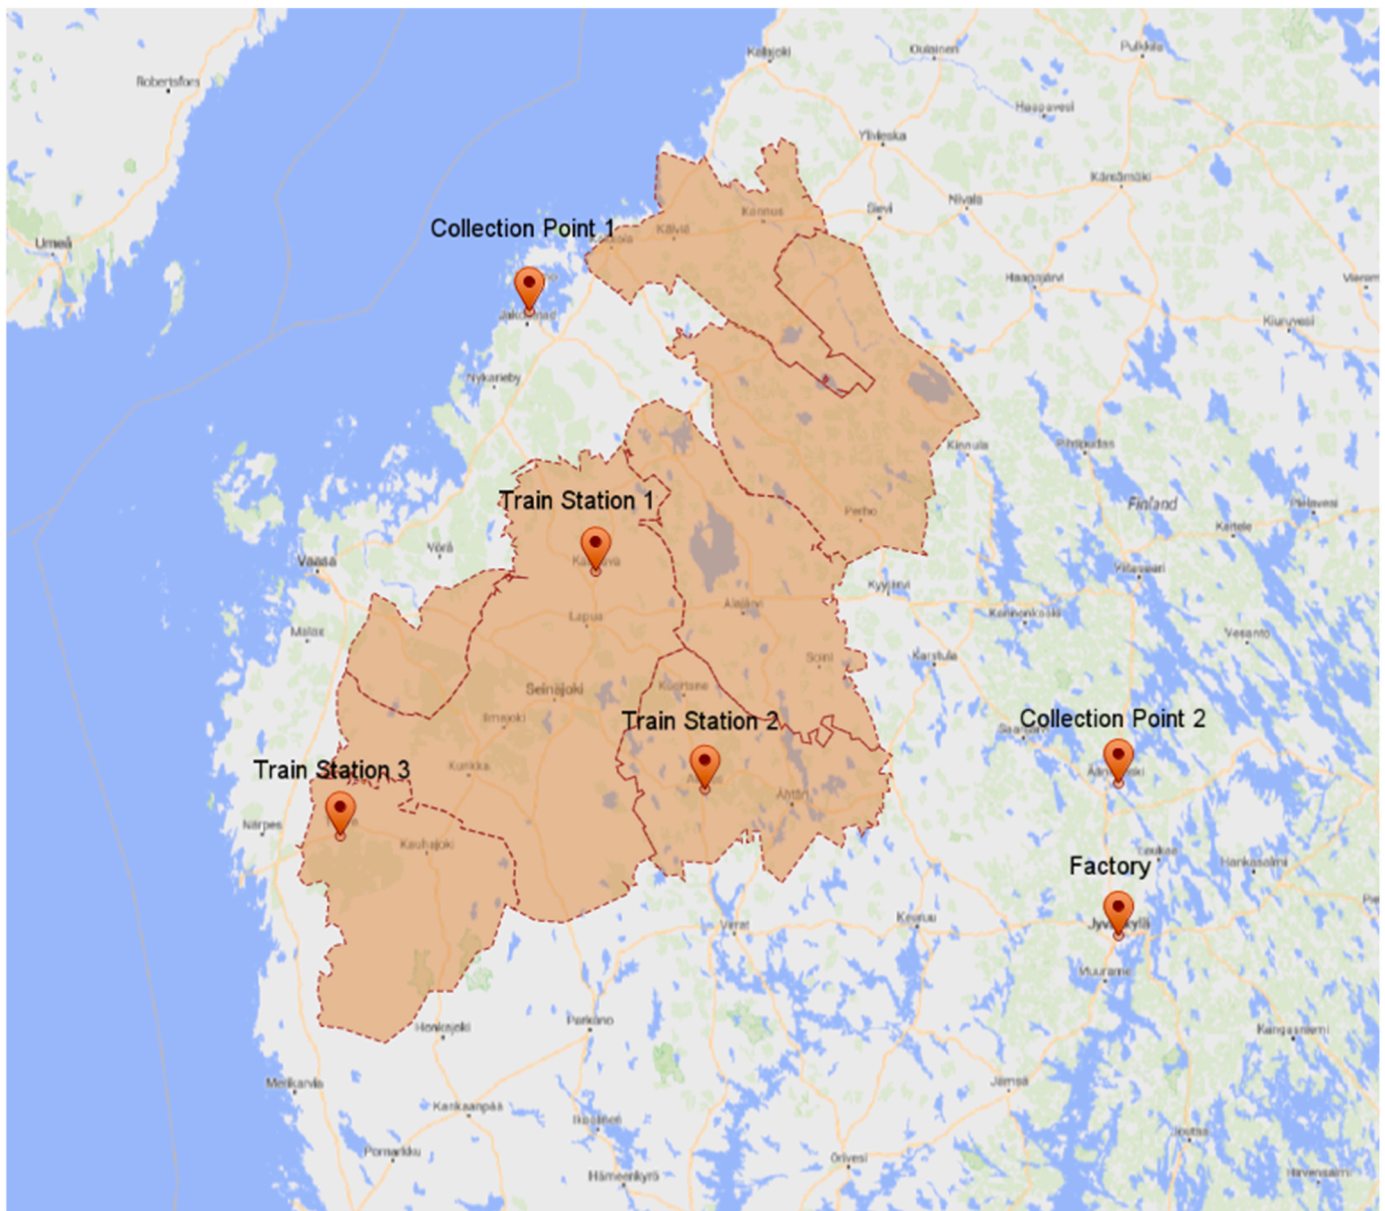 Kalajoki
Oulainen
Pulkkila
Robertsfors
Haapavesi
Ylivieska
Kärsämäki
Nivala
Sievi
Kannus
Kälviä
Collection Point 1
Umeå
Haapajärvi
Kiuruvesi
Nykarleby
Kinnula
Pihtipudas
Train Station 1
Finland
Pielavesi
Perho
Keitele
Vörå
Vaasa
Viitasaari
Kyyjärvi
Alajärvi
Kannonkoski
Lapua
Malax
Vesanto
Karstula
Soini
Kuortane
Seinäjoki
Ilmajoki
Train Station 2
Collection Point 2
Saarijärvi
Train Station 3
Kurikka
Ähtäri
Närpes
Kauhajoki
Laukaa
Hankasalmi
Factory
Keuruu
Virrat
Muurame
Parkano
Honkajoki
Kangasniemi
Merikarvia
Jämsä
Kankaanpää
Ikaalinen
Joutsa
Pomarkku
Orivesi
Hämeenkyrö
Hirvensalmi